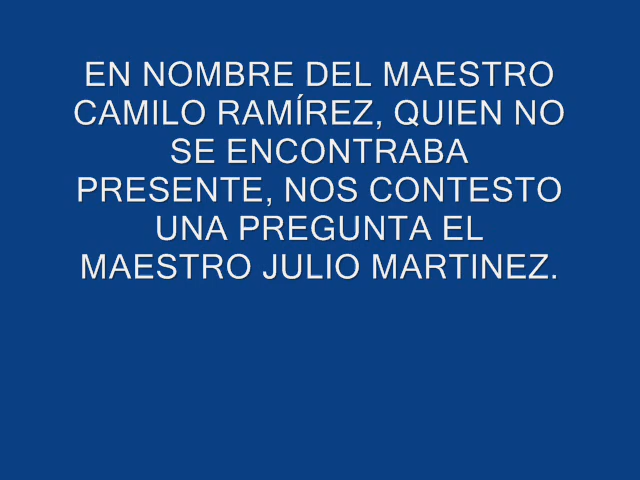 EN NOMBRE DEL MAESTRO
CAMILO RAMÍREZ, QUIEN NO
SE ENCONTRABA
PRESENTE, NOS CONTESTO
UNA PREGUNTA EL
MAESTRO JULIO MARTINEZ.